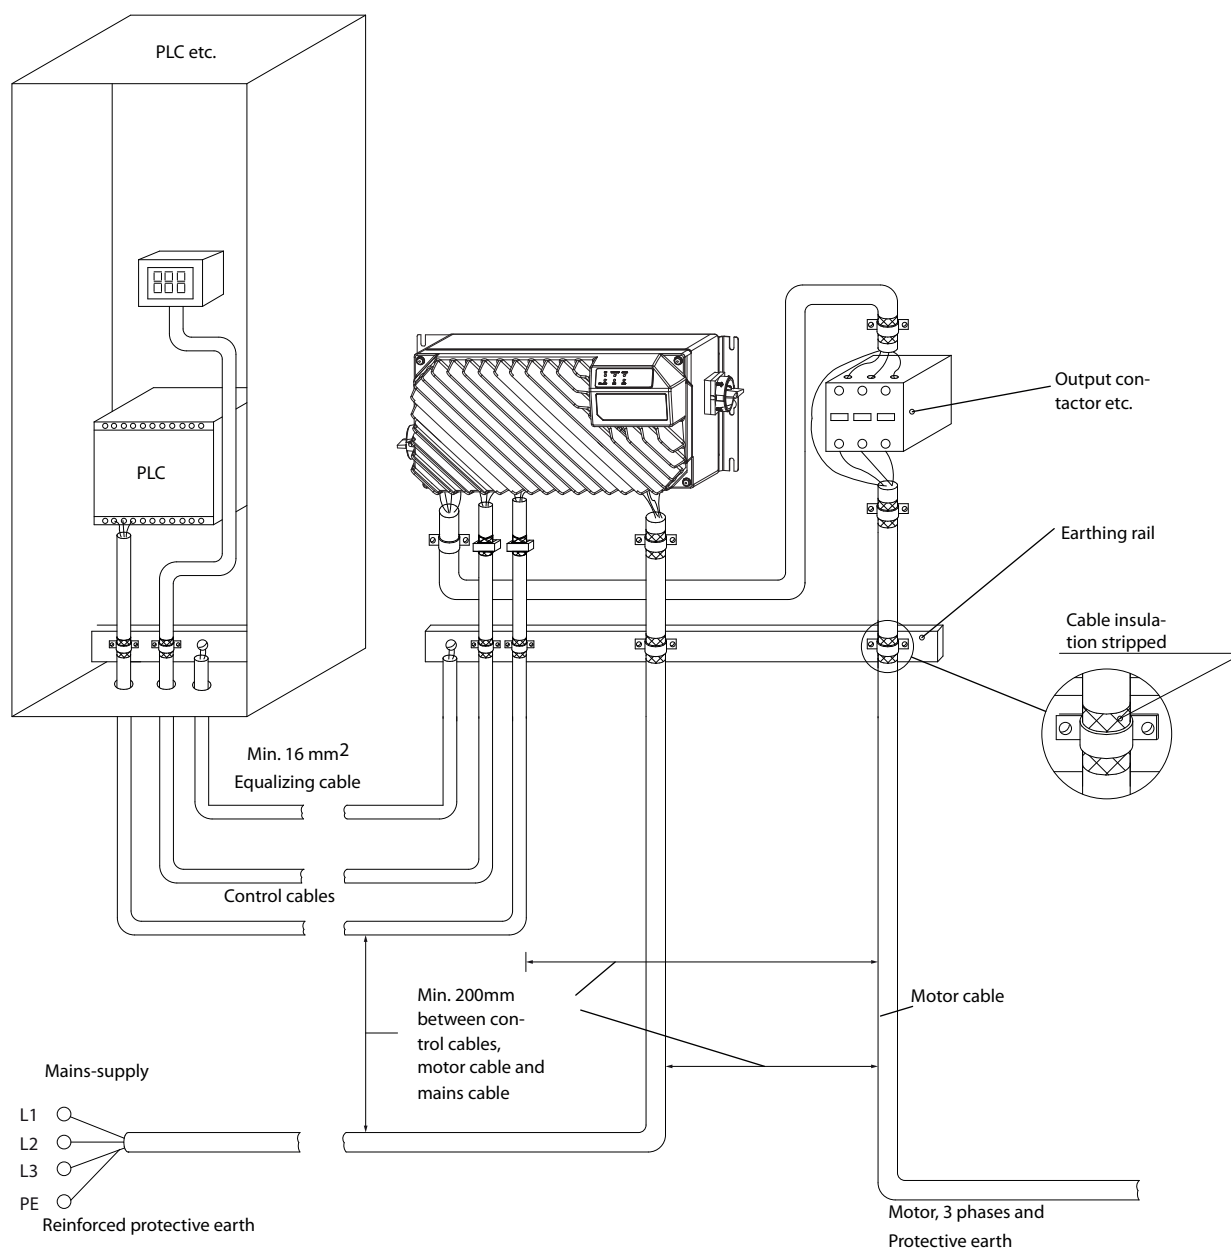 PLC etc.
PLC
Output con-
tactor etc.
Earthing rail
Cable insula-
tion stripped
Min. 16 mm2
Equalizing cable
Control cables
Min. 200mm
between con-
trol cables,
motor cable and
mains cable
Motor cable
Mains-supply
L1
L2
L3
PE
Reinforced protective earth
Motor, 3 phases and
Protective earth